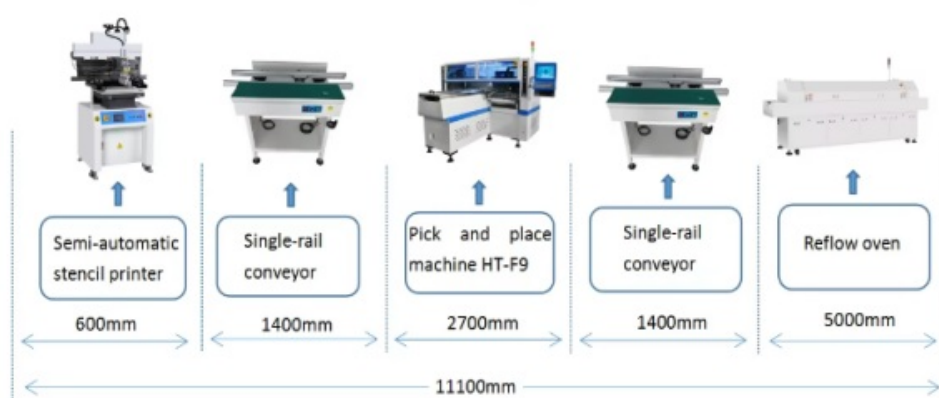 Semi-automatic
stencil printer
Single-rail
conveyor
Pick and place
machine HT-F9
Single-rail
conveyor
Reflow oven
600mm
1400mm
2700mm
1400mm
5000mm
11100mm